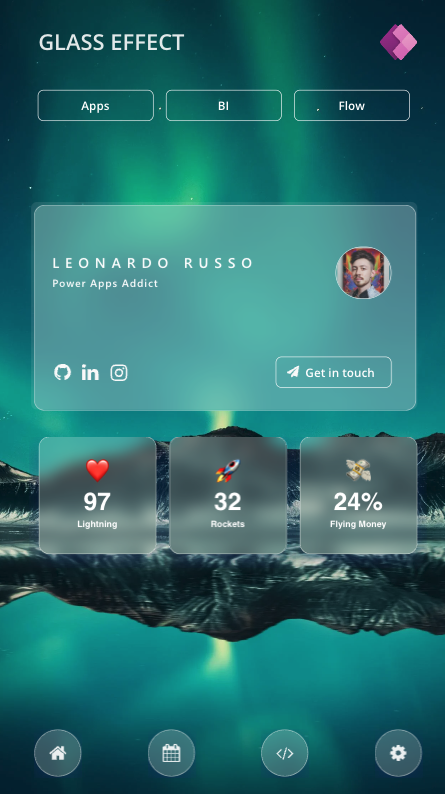 GLASS EFFECT
Apps
BI
Flow
LEONARDO RUSSO
Power Apps Addict
Get in touch
97
32
24%
Lightning
Rockets
Flying Money